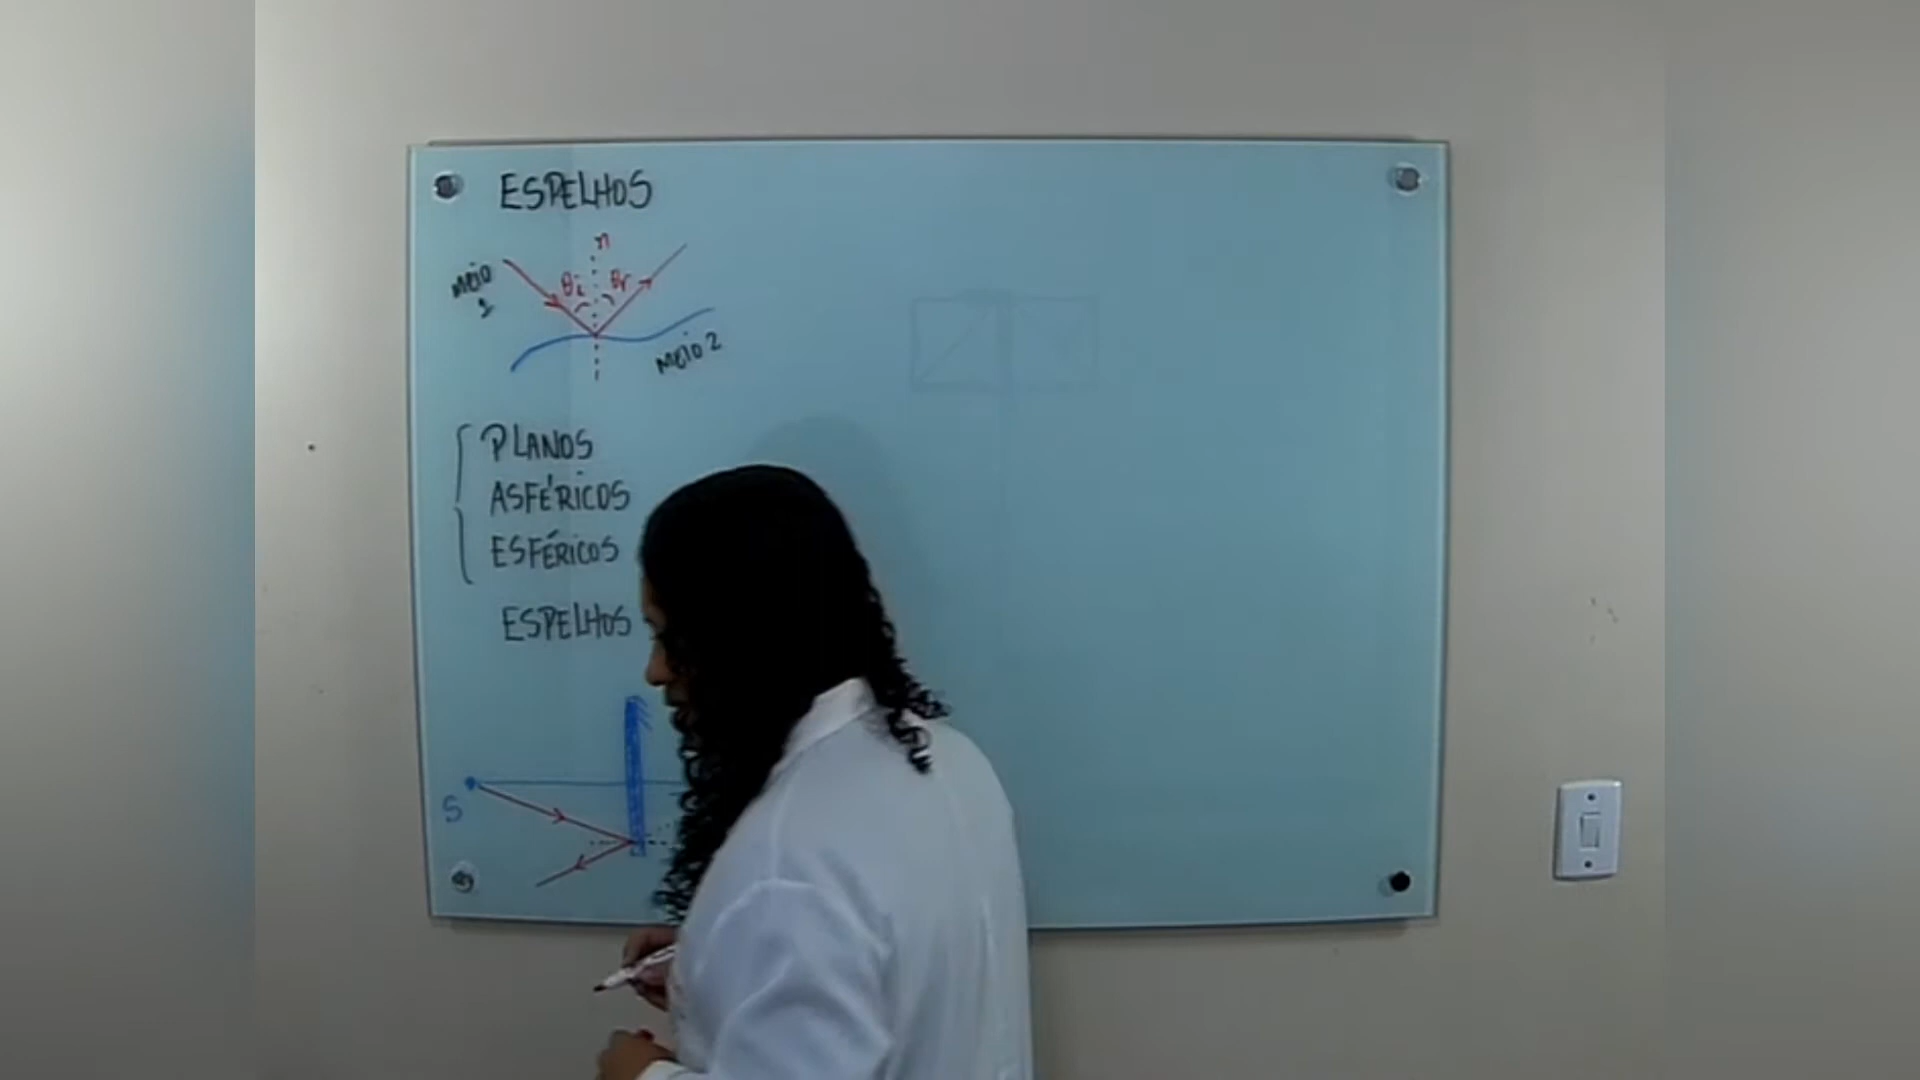 ESPELHOS
n
MEIO
1
θi θr
MEIO 2
PLANOS
ASFÉRICOS
ESFÉRICOS
ESPELHOS
S